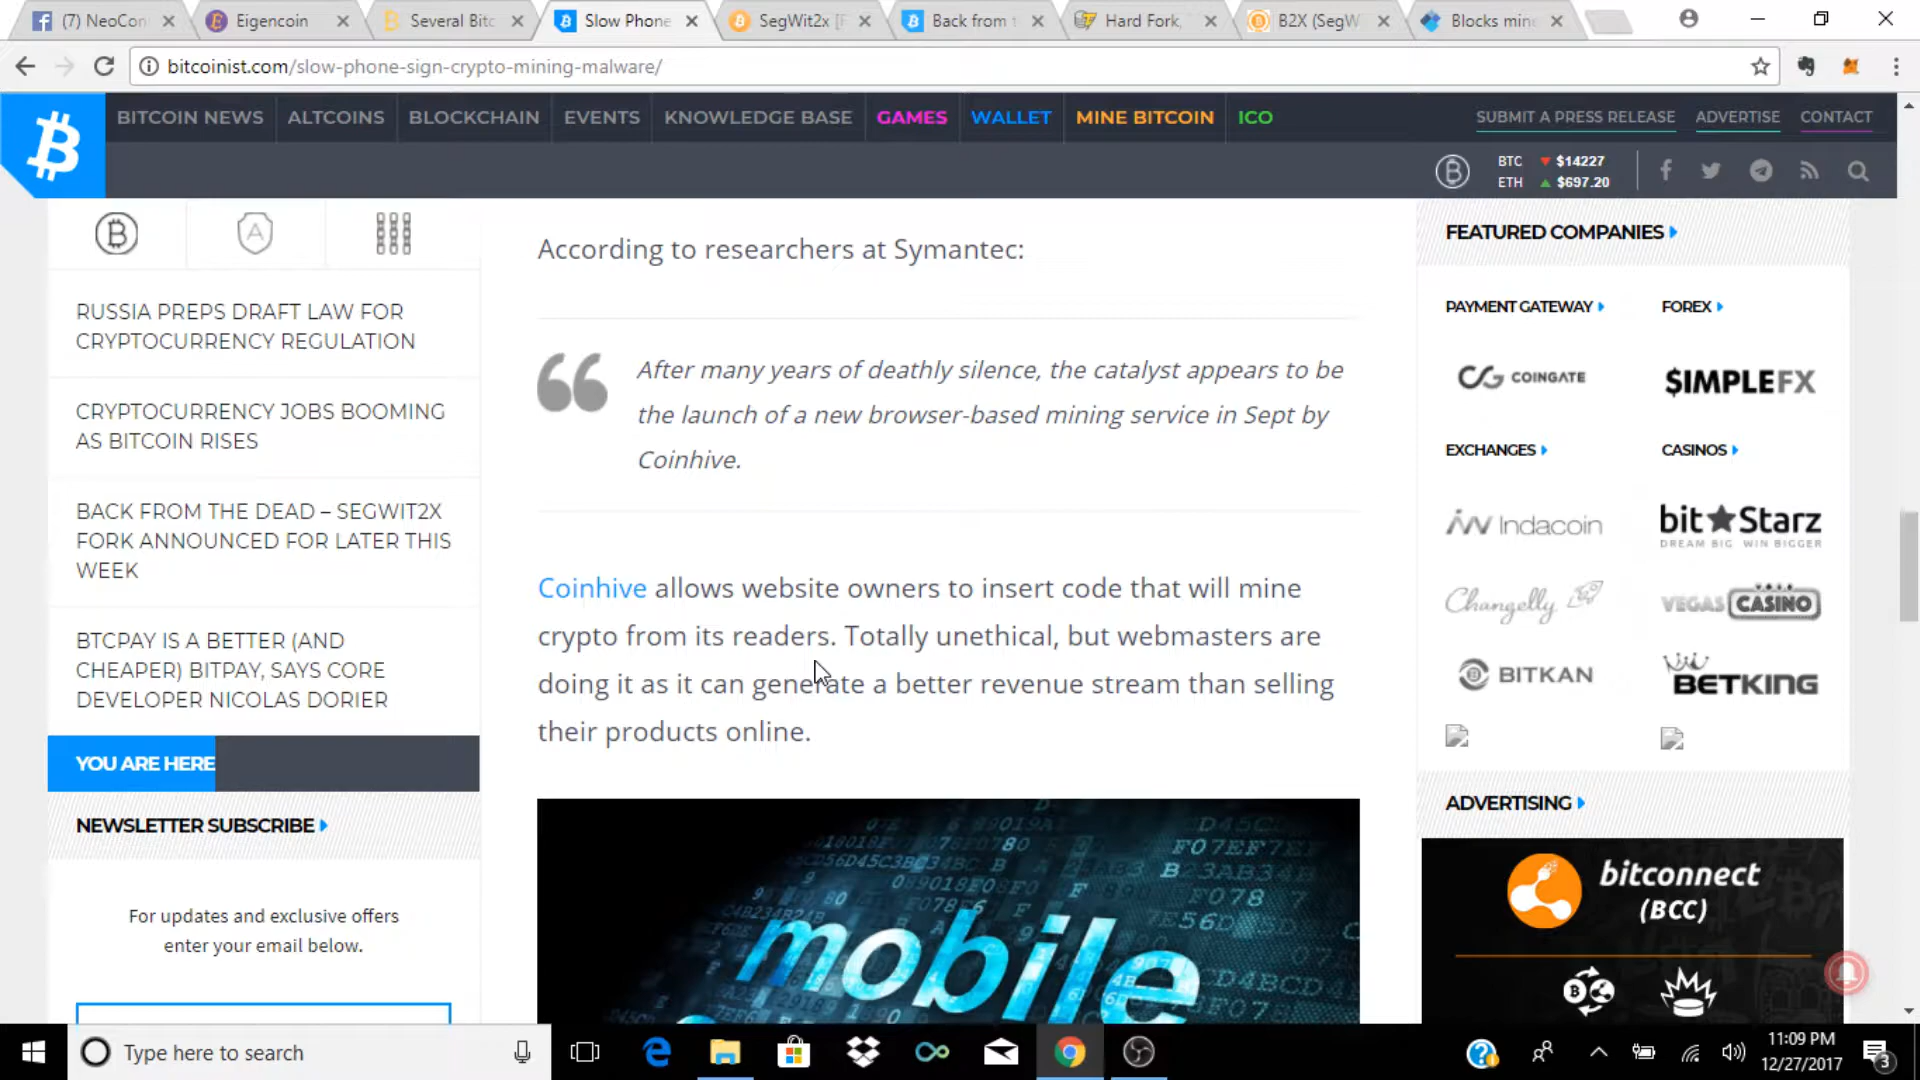 (7) NeoCon
Eigencoin
Several Bitc
Slow Phone
SegWit2x [F
Back from t
Hard Fork,
B2X (SegW
Blocks mine
bitcoinist.com/slow-phone-sign-crypto-mining-malware/
BITCOIN NEWS ALTCOINS BLOCKCHAIN EVENTS KNOWLEDGE BASE GAMES WALLET MINE BITCOIN ICO
SUBMIT A PRESS RELEASE ADVERTISE CONTACT
BTC $14227
ETH $697.20
RUSSIA PREPS DRAFT LAW FOR
CRYPTOCURRENCY REGULATION
CRYPTOCURRENCY JOBS BOOMING
AS BITCOIN RISES
BACK FROM THE DEAD – SEGWIT2X
FORK ANNOUNCED FOR LATER THIS
WEEK
BTCPAY IS A BETTER (AND
CHEAPER) BITPAY, SAYS CORE
DEVELOPER NICOLAS DORIER
YOU ARE HERE
NEWSLETTER SUBSCRIBE
For updates and exclusive offers
enter your email below.
According to researchers at Symantec:
After many years of deathly silence, the catalyst appears to be
the launch of a new browser-based mining service in Sept by
Coinhive.
Coinhive allows website owners to insert code that will mine
crypto from its readers. Totally unethical, but webmasters are
doing it as it can generate a better revenue stream than selling
their products online.
mobile
FEATURED COMPANIES
PAYMENT GATEWAY FOREX
COINGATE $IMPLEFX
EXCHANGES CASINOS
Indacoin bitStarz
DREAM BIG WIN BIGGER
Changelly VEGAS CASINO
BITKAN BETKING
ADVERTISING
bitconnect
(BCC)
Type here to search
11:09 PM
12/27/2017
3